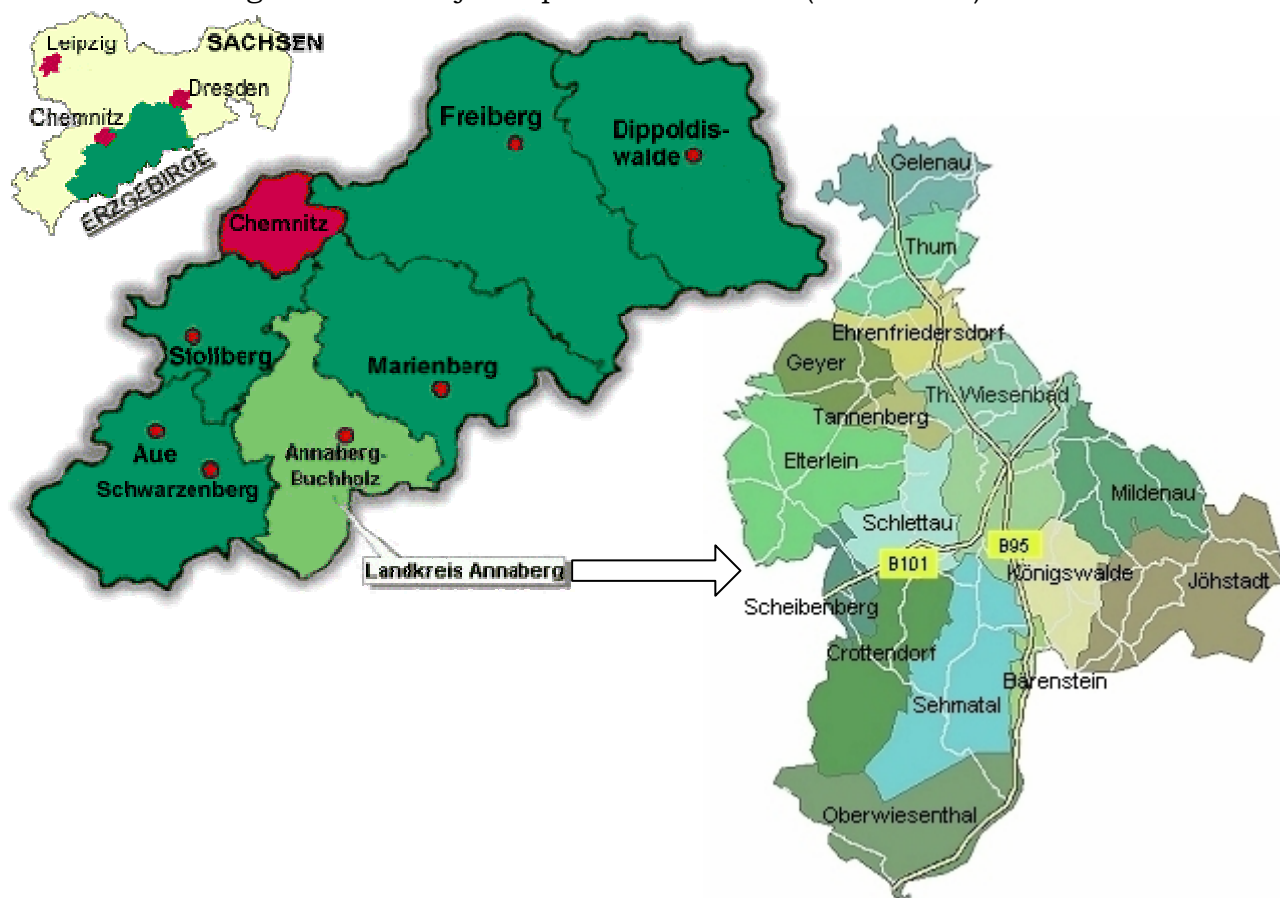 Leipzig
SACHSEN
Dresden
Chemnitz
ERZGEBIRGE
Freiberg
Dippoldis-
walde
Chemnitz
Stollberg
Marienberg
Aue
Schwarzenberg
Annaberg-
Buchholz
Landkreis Annaberg
Gelenau
Thum
Ehrenfriedersdorf
Geyer
Th. Wiesenbad
Tannenberg
Elterlein
Mildenau
Schlettau
B95
B101
Königswalde
Jöhstadt
Scheibenberg
Crottendorf
Bärenstein
Sehmatal
Oberwiesenthal